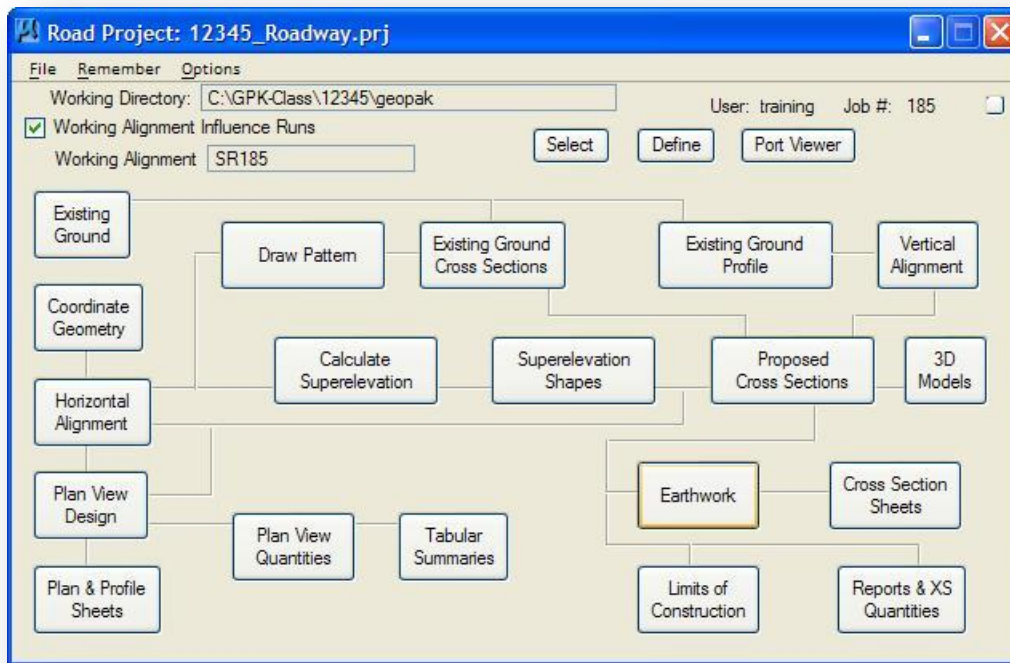 Road Project: 12345_Roadway.prj
File Remember Options
Working Directory: C:\GPK-Class\12345\geopak
User: training Job #: 185
Working Alignment Influence Runs
Working Alignment SR185
Select Define Port Viewer
Existing
Ground
Draw Pattern
Existing Ground
Cross Sections
Existing Ground
Profile
Vertical
Alignment
Coordinate
Geometry
Calculate
Superelevation
Superelevation
Shapes
Proposed
Cross Sections
3D
Models
Horizontal
Alignment
Plan View
Design
Earthwork
Cross Section
Sheets
Plan View
Quantities
Tabular
Summaries
Plan & Profile
Sheets
Limits of
Construction
Reports & XS
Quantities